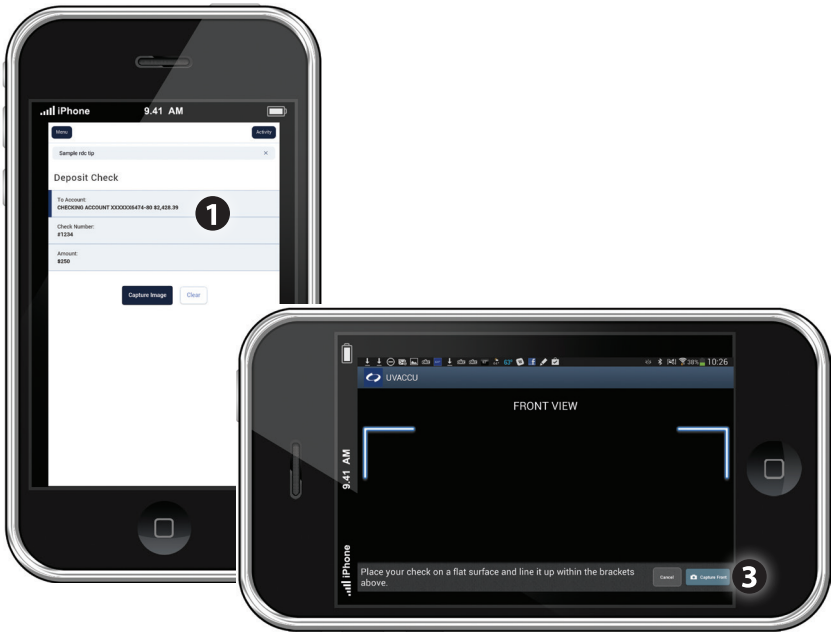 iPhone 9.41 AM
Menu Activity
Sample rdc tip ×
Deposit Check
To Account:
CHECKING ACCOUNT XXXXXX6474-80 $2,428.39
1
Check Number:
#1234
Amount:
$250
Capture Image Clear
63° 38% 10:26
UVACCU
FRONT VIEW
iPhone 9.41 AM
Place your check on a flat surface and line it up within the brackets
above.
Cancel Capture Front
3